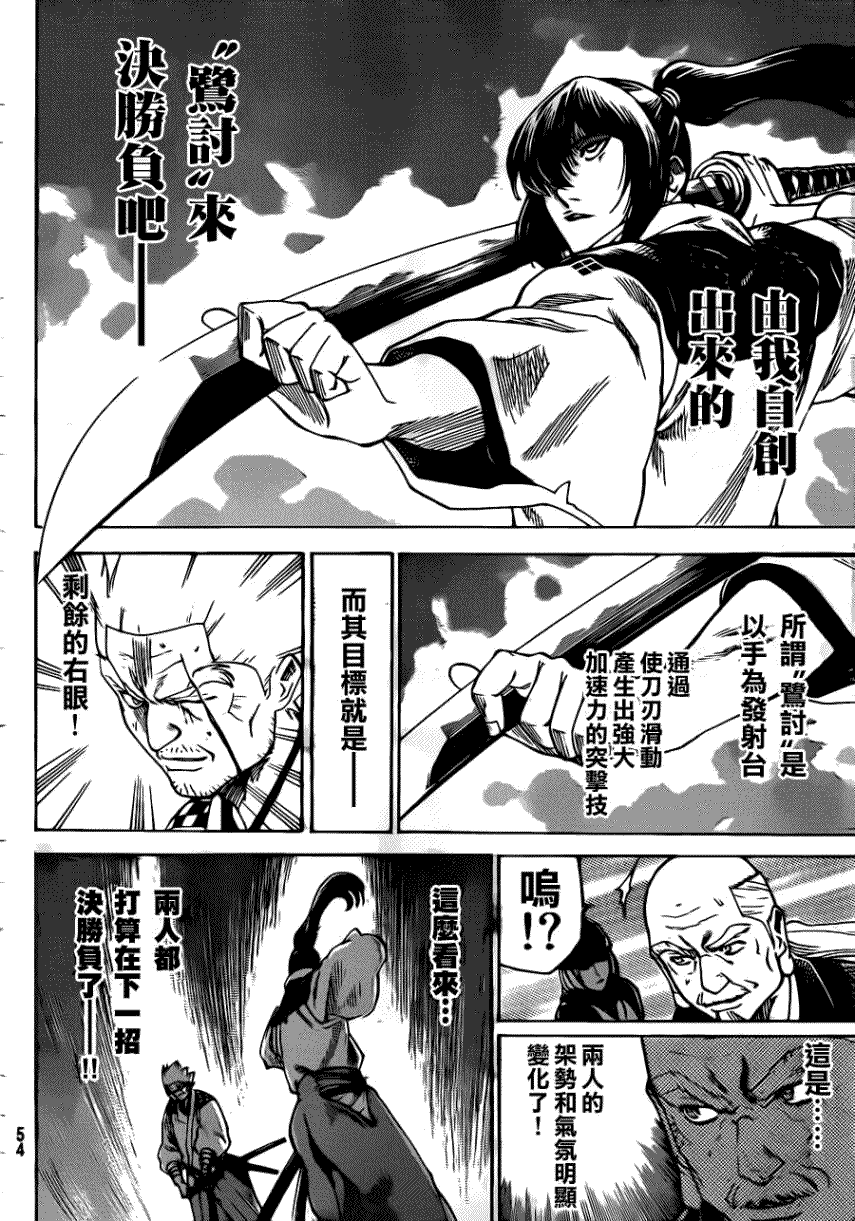 由我自創
出來的
“鷺討”來
決勝負吧——
所謂“鷺討”是
以手為發射台
通過
使刀刃滑動
產生出強大
加速力的突擊技
而其目標就是——
剩餘的右眼！
嗚!?
這是……
兩人的
架勢和氣氛明顯
變化了！
這麼看來…
兩人都
打算在下一招
決勝負了——!!
54